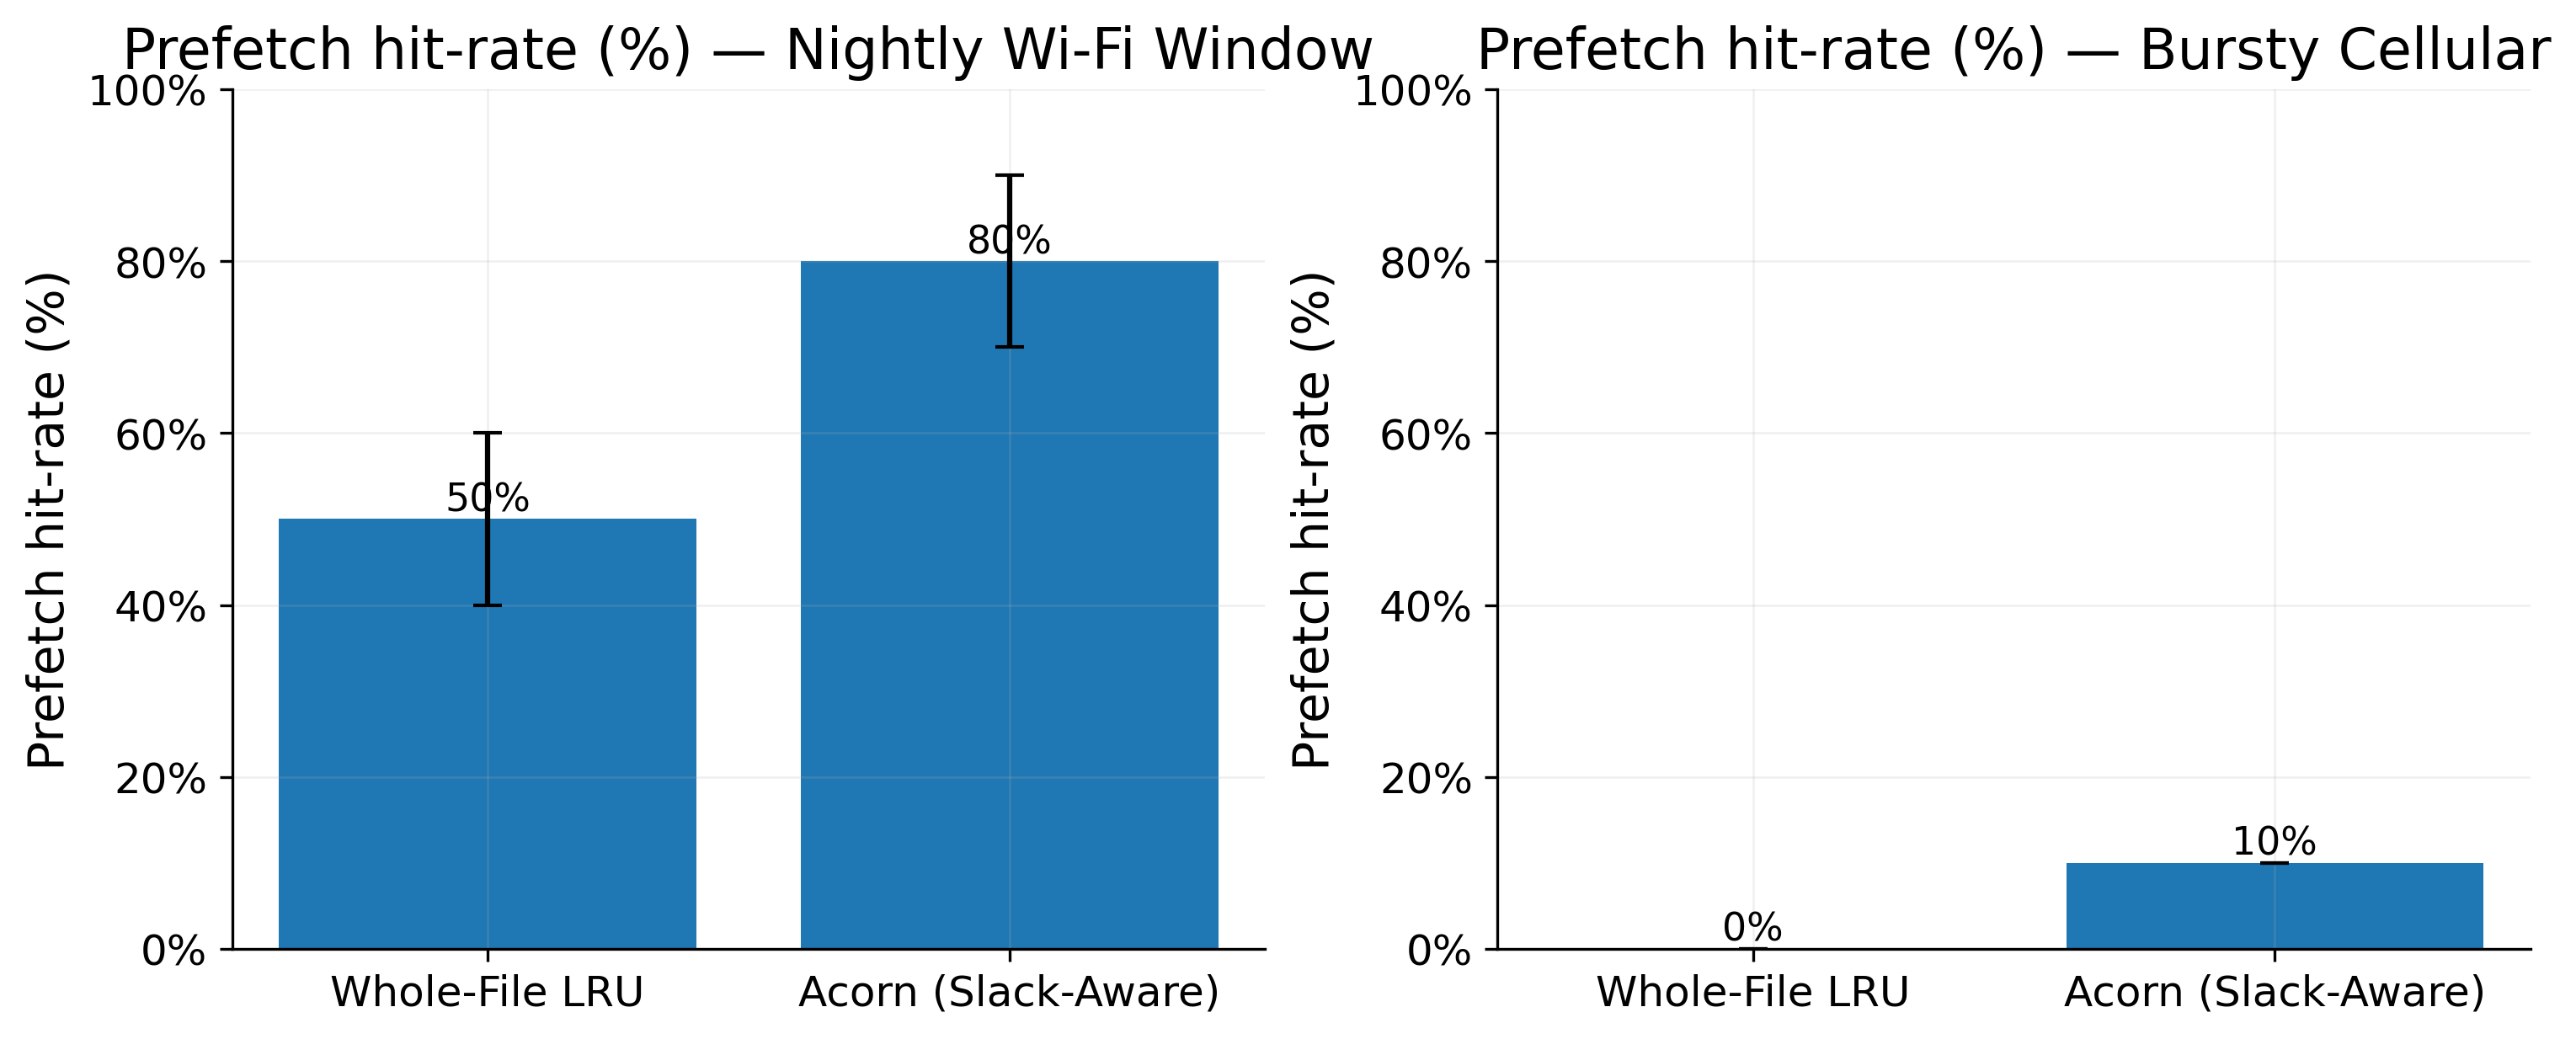 Prefetch hit-rate (%) — Nightly Wi-Fi Window
Prefetch hit-rate (%)
100%
80%
60%
40%
20%
0%
50%
80%
Whole-File LRU
Acorn (Slack-Aware)
Prefetch hit-rate (%) — Bursty Cellular
Prefetch hit-rate (%)
100%
80%
60%
40%
20%
0%
0%
10%
Whole-File LRU
Acorn (Slack-Aware)